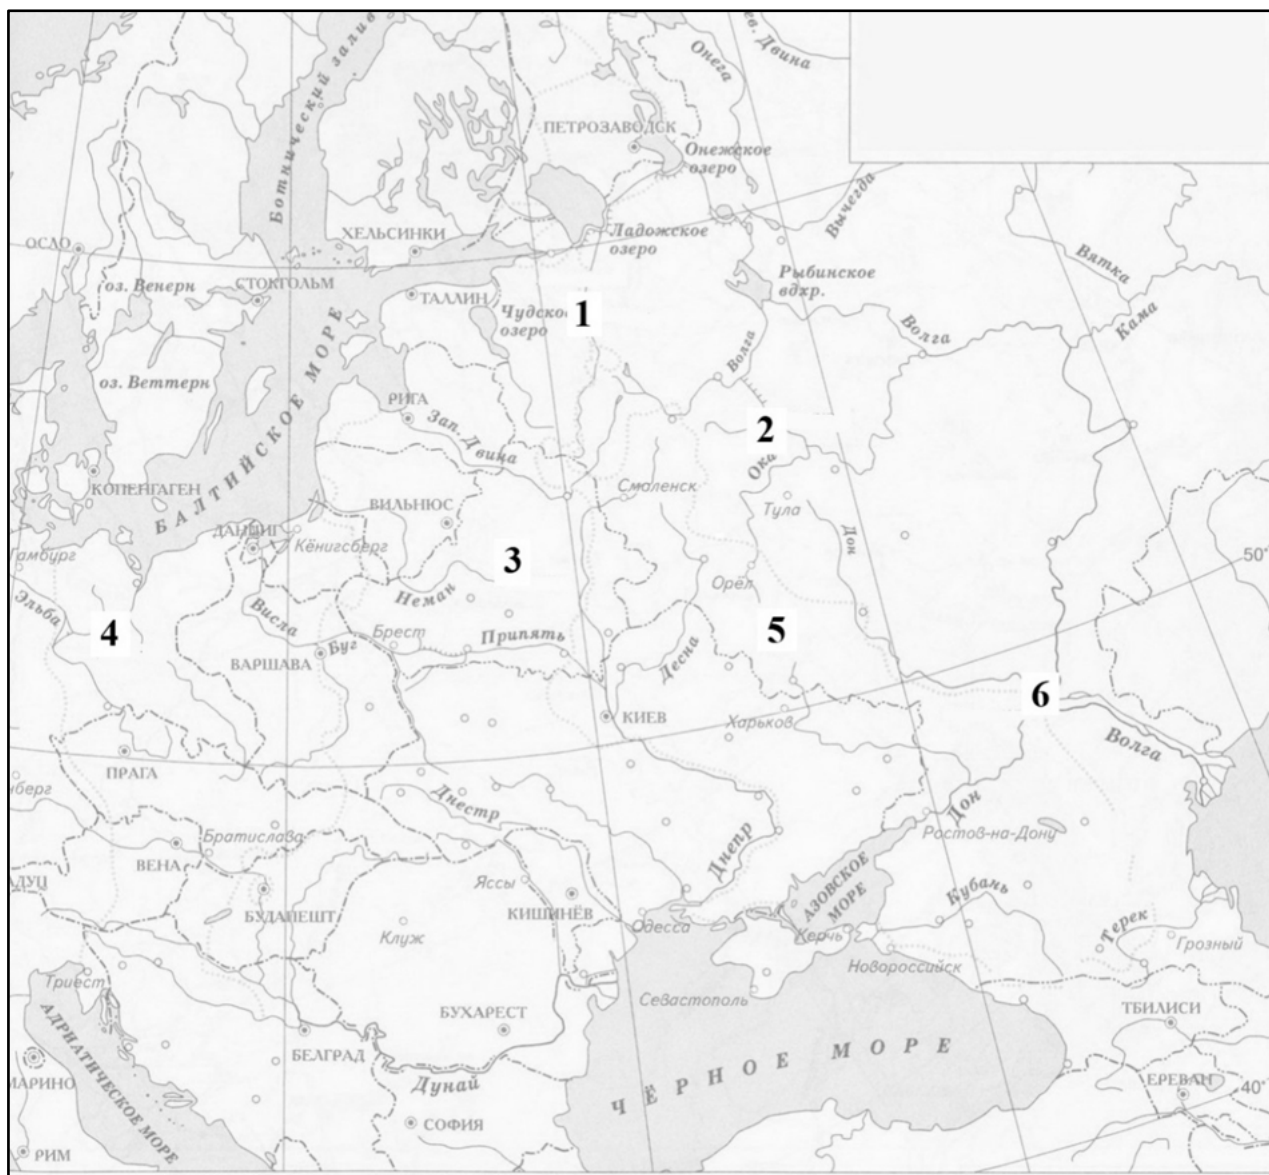 Ботнический залив
Онега
ев. Двина
ПЕТРОЗАВОДСК
Онежское
озеро
Вычегда
ОСЛО
ХЕЛЬСИНКИ
Ладожское
озеро
Вятка
оз. Венерн
СТОКГОЛЬМ
ТАЛЛИН
Чудское
озеро
1
Рыбинское
вдхр.
Волга
Кама
Волга
оз. Веттерн
БАЛТИЙСКОЕ МОРЕ
РИГА
Зап. Двина
2
Ока
КОПЕНГАГЕН
Смоленск
Тула
Дон
ВИЛЬНЮС
ДАНЦИГ
Кёнигсберг
Гамбург
3
50°
Орёл
Эльба
4
Неман
Висла
Брест
Припять
5
ВАРШАВА
Буг
Десна
6
КИЕВ
Харьков
Волга
ПРАГА
нберг
Днестр
Дон
Ростов-на-Дону
Братислава
ВЕНА
Днепр
АДУЦ
Яссы
АЗОВСКОЕ
МОРЕ
Кубань
БУДАПЕШТ
КИШИНЁВ
Одесса
Керчь
Терек
Грозный
Клуж
Новороссийск
Триест
Севастополь
БУХАРЕСТ
ТБИЛИСИ
АДРИАТИЧЕСКОЕ МОРЕ
БЕЛГРАД
ЧЁРНОЕ МОРЕ
МАРИНО
Дунай
ЕРЕВАН
40°
СОФИЯ
РИМ